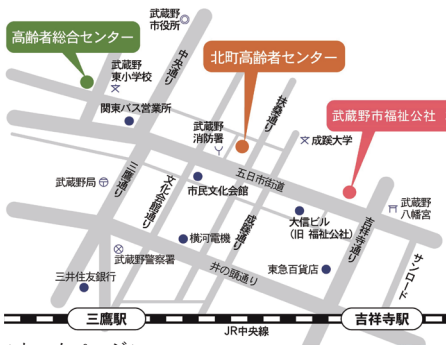 武蔵野
市役所
高齢者総合センター
中央通り
北町高齢者センター
武蔵野
東小学校
扶桑通り
関東バス営業所
武蔵野
消防署
成蹊大学
武蔵野市福祉公社
五日市街道
三鷹通り
文化会館通り
武蔵野局
市民文化会館
成蹊通り
吉祥寺通り
武蔵野
八幡宮
大信ビル
(旧 福祉公社)
横河電機
武蔵野警察署
井の頭通り
東急百貨店
サンロード
三井住友銀行
三鷹駅
吉祥寺駅
JR中央線